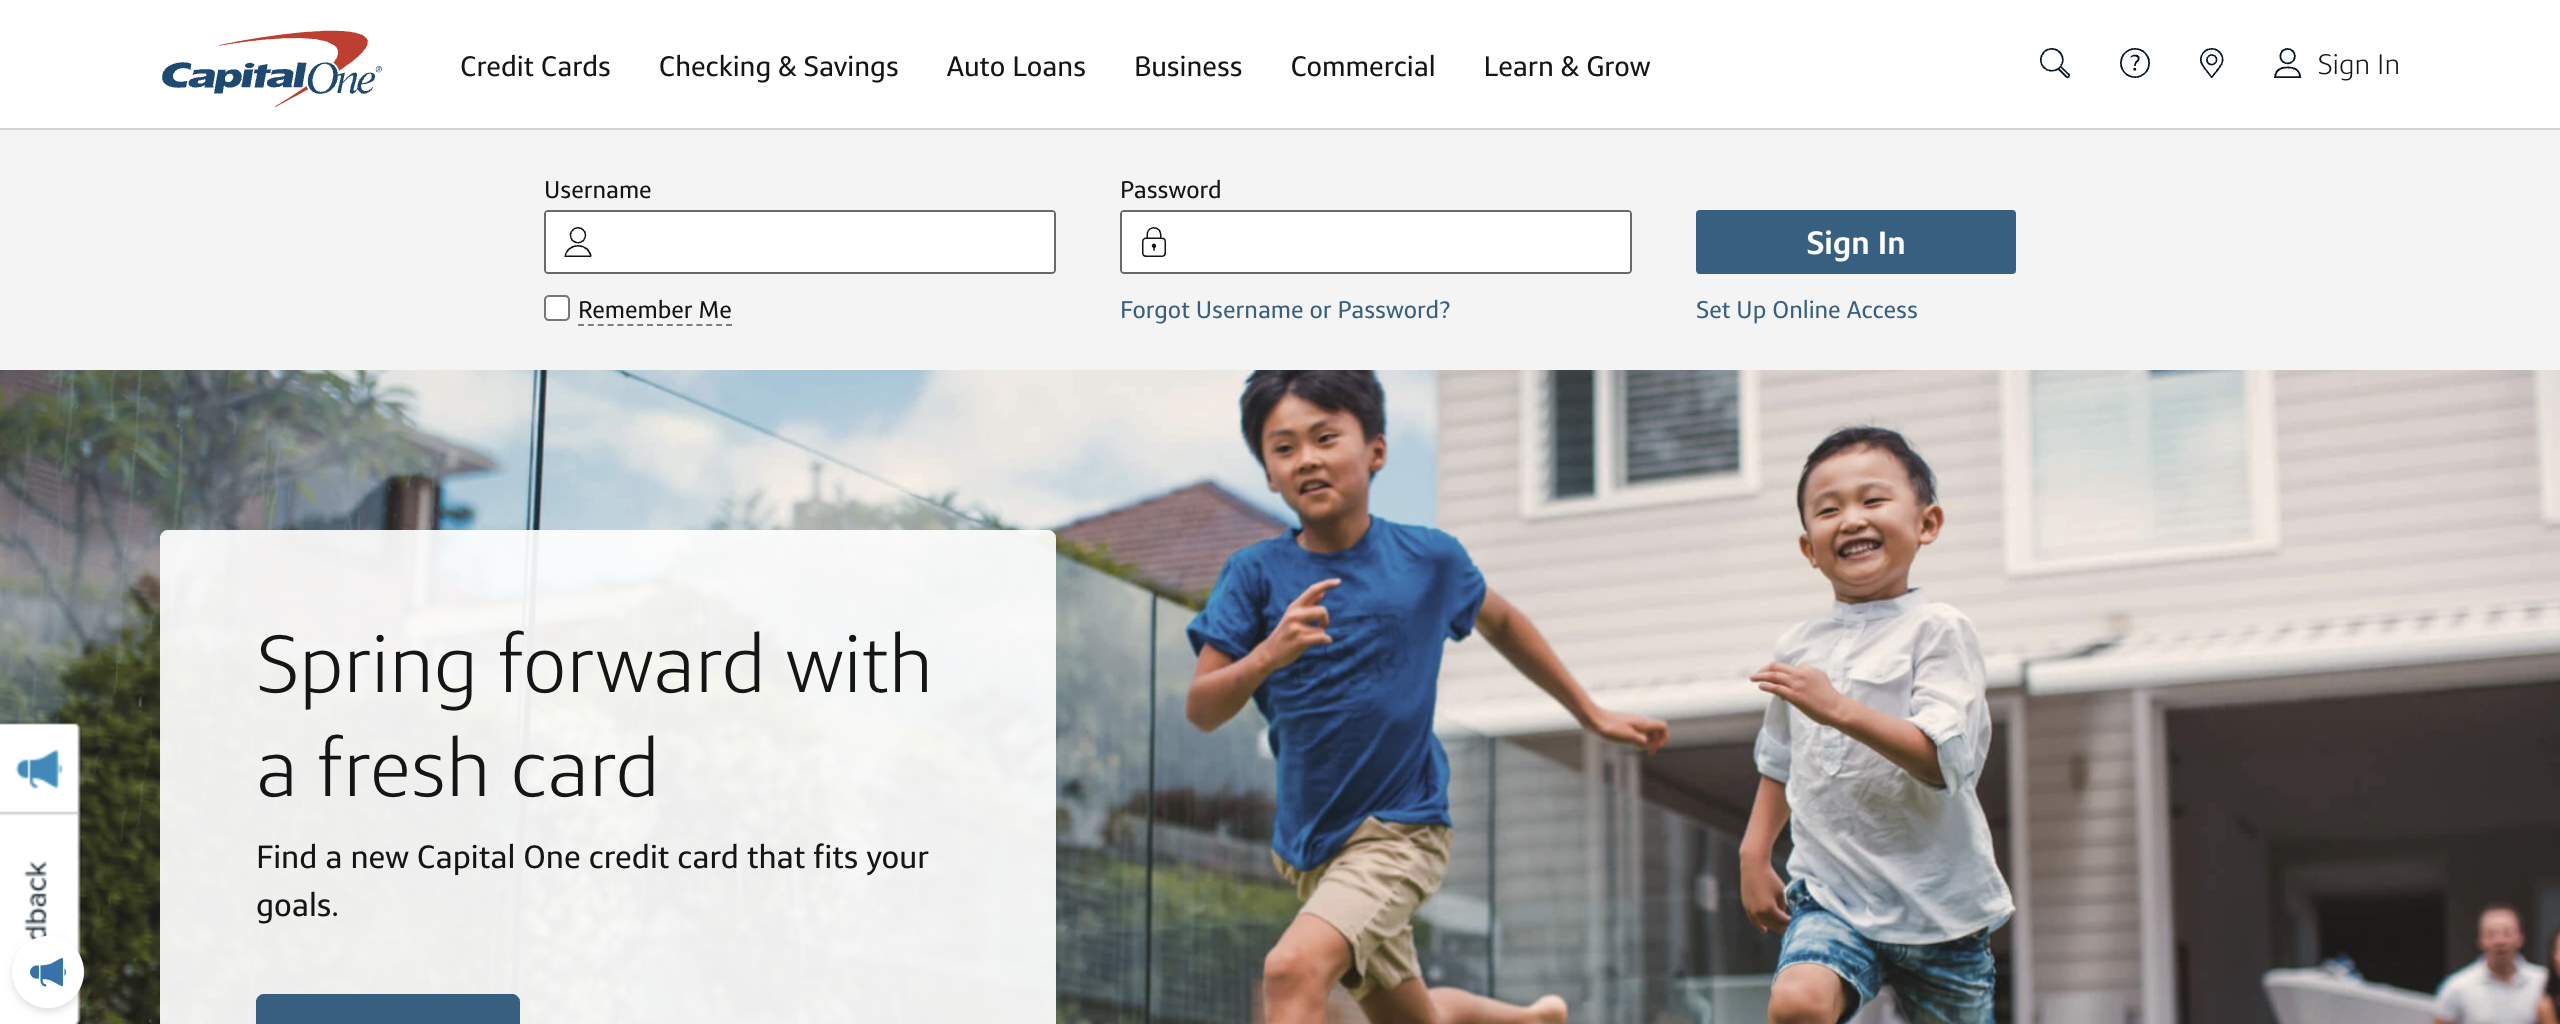 CapitalOne®
Credit Cards
Checking & Savings
Auto Loans
Business
Commercial
Learn & Grow
?
Sign In
Username
Password
Sign In
Remember Me
Forgot Username or Password?
Set Up Online Access
Spring forward with
a fresh card
Find a new Capital One credit card that fits your
goals.
dback